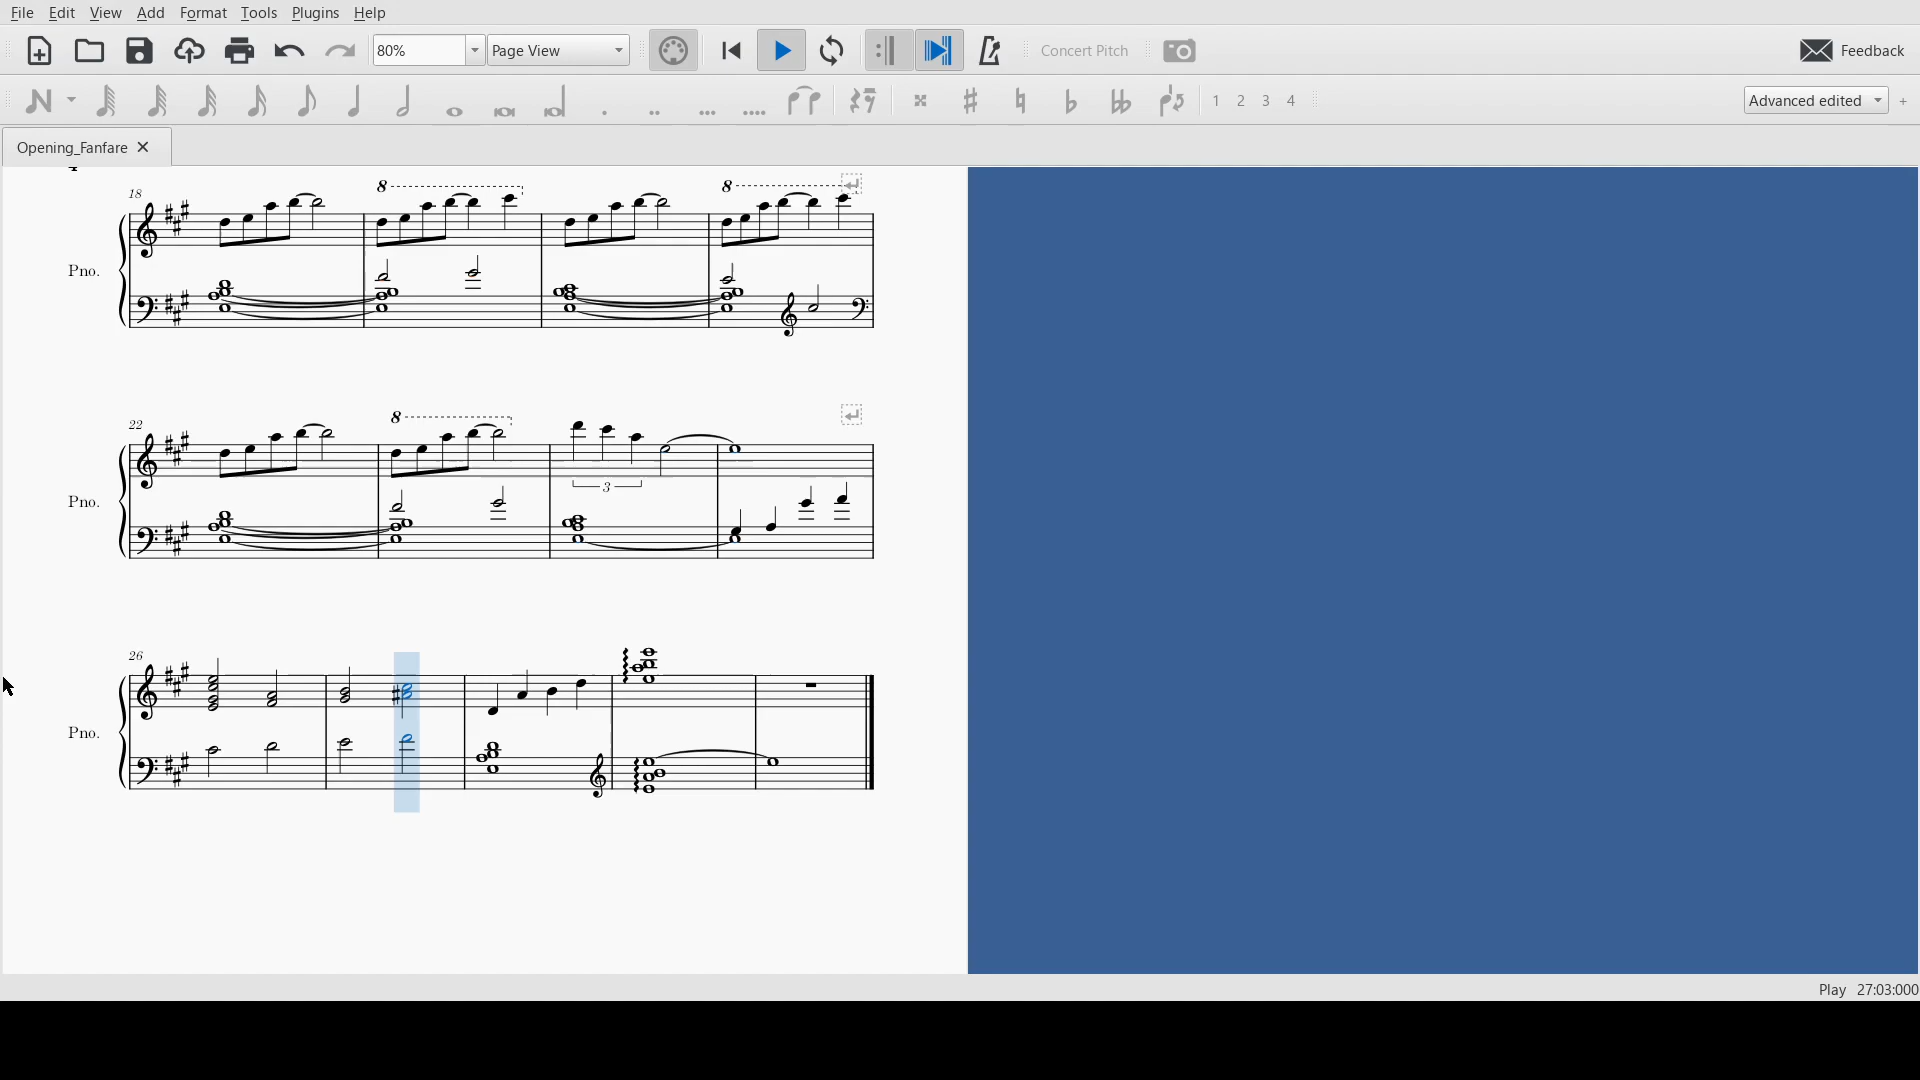 File Edit View Add Format Tools Plugins Help
80% Page View Concert Pitch Feedback
1 2 3 4 Advanced edited +
Opening_Fanfare
18
8 8
Pno.
22
8
3
Pno.
26
Pno.
Play 27:03:000